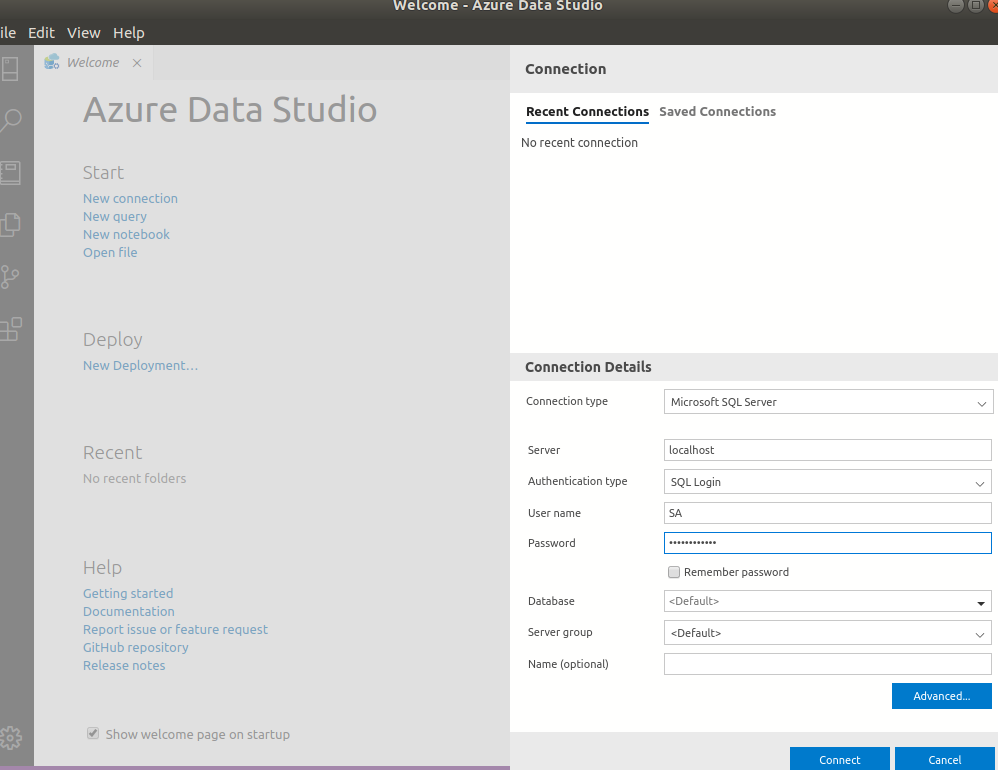 Welcome - Azure Data Studio
ile Edit View Help
Welcome
Azure Data Studio
Start
New connection
New query
New notebook
Open file
Deploy
New Deployment...
Recent
No recent folders
Help
Getting started
Documentation
Report issue or feature request
GitHub repository
Release notes
Show welcome page on startup
Connection
Recent Connections Saved Connections
No recent connection
Connection Details
Connection type Microsoft SQL Server
Server localhost
Authentication type SQL Login
User name SA
Password ••••••••••••
Remember password
Database <Default>
Server group <Default>
Name (optional)
Advanced...
Connect Cancel